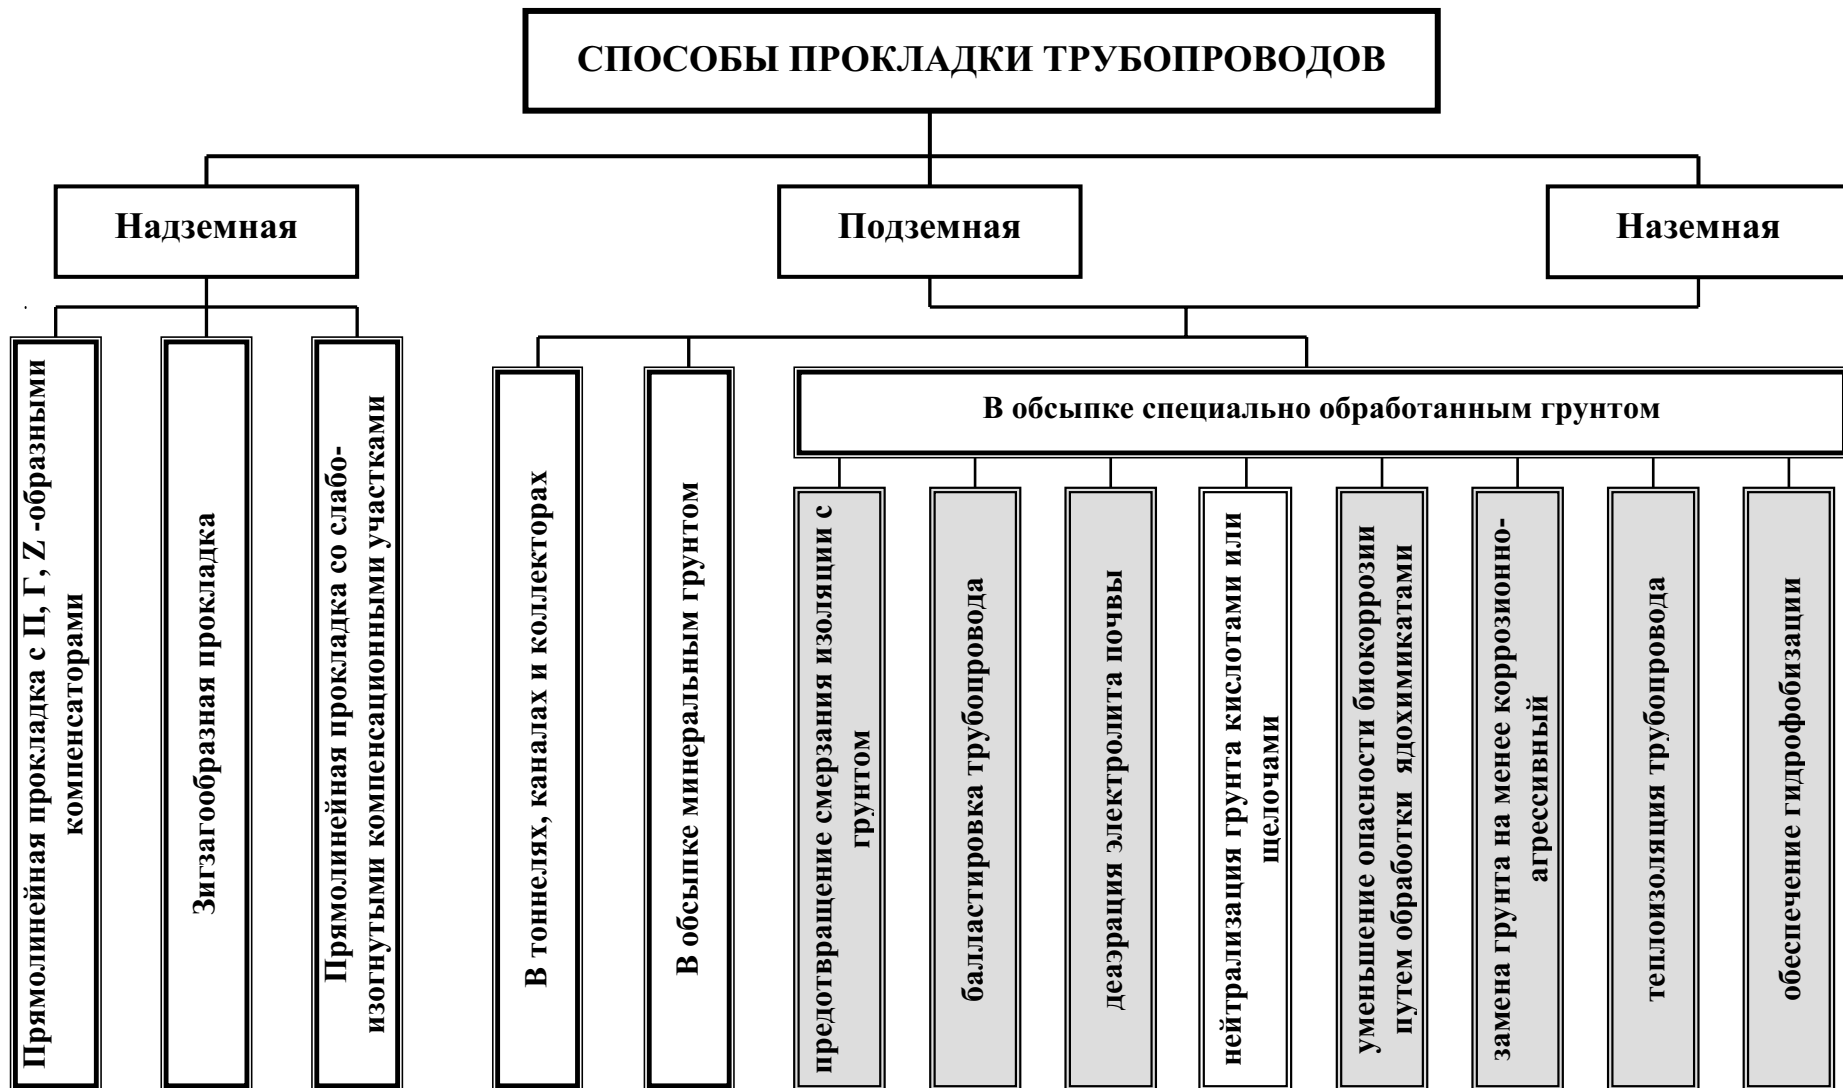 СПОСОБЫ ПРОКЛАДКИ ТРУБОПРОВОДОВ
Надземная
Подземная
Наземная
Прямолинейная прокладка с П, Г, Z -образными
компенсаторами
Зигзагообразная прокладка
Прямолинейная прокладка со слабо-
изогнутыми компенсационными участками
В тоннелях, каналах и коллекторах
В обсыпке минеральным грунтом
В обсыпке специально обработанным грунтом
предотвращение смерзания изоляции с
грунтом
балластировка трубопровода
деаэрация электролита почвы
нейтрализация грунта кислотами или
щелочами
уменьшение опасности биокоррозии
путем обработки ядохимикатами
замена грунта на менее коррозионно-
агрессивный
теплоизоляция трубопровода
обеспечение гидрофобизации